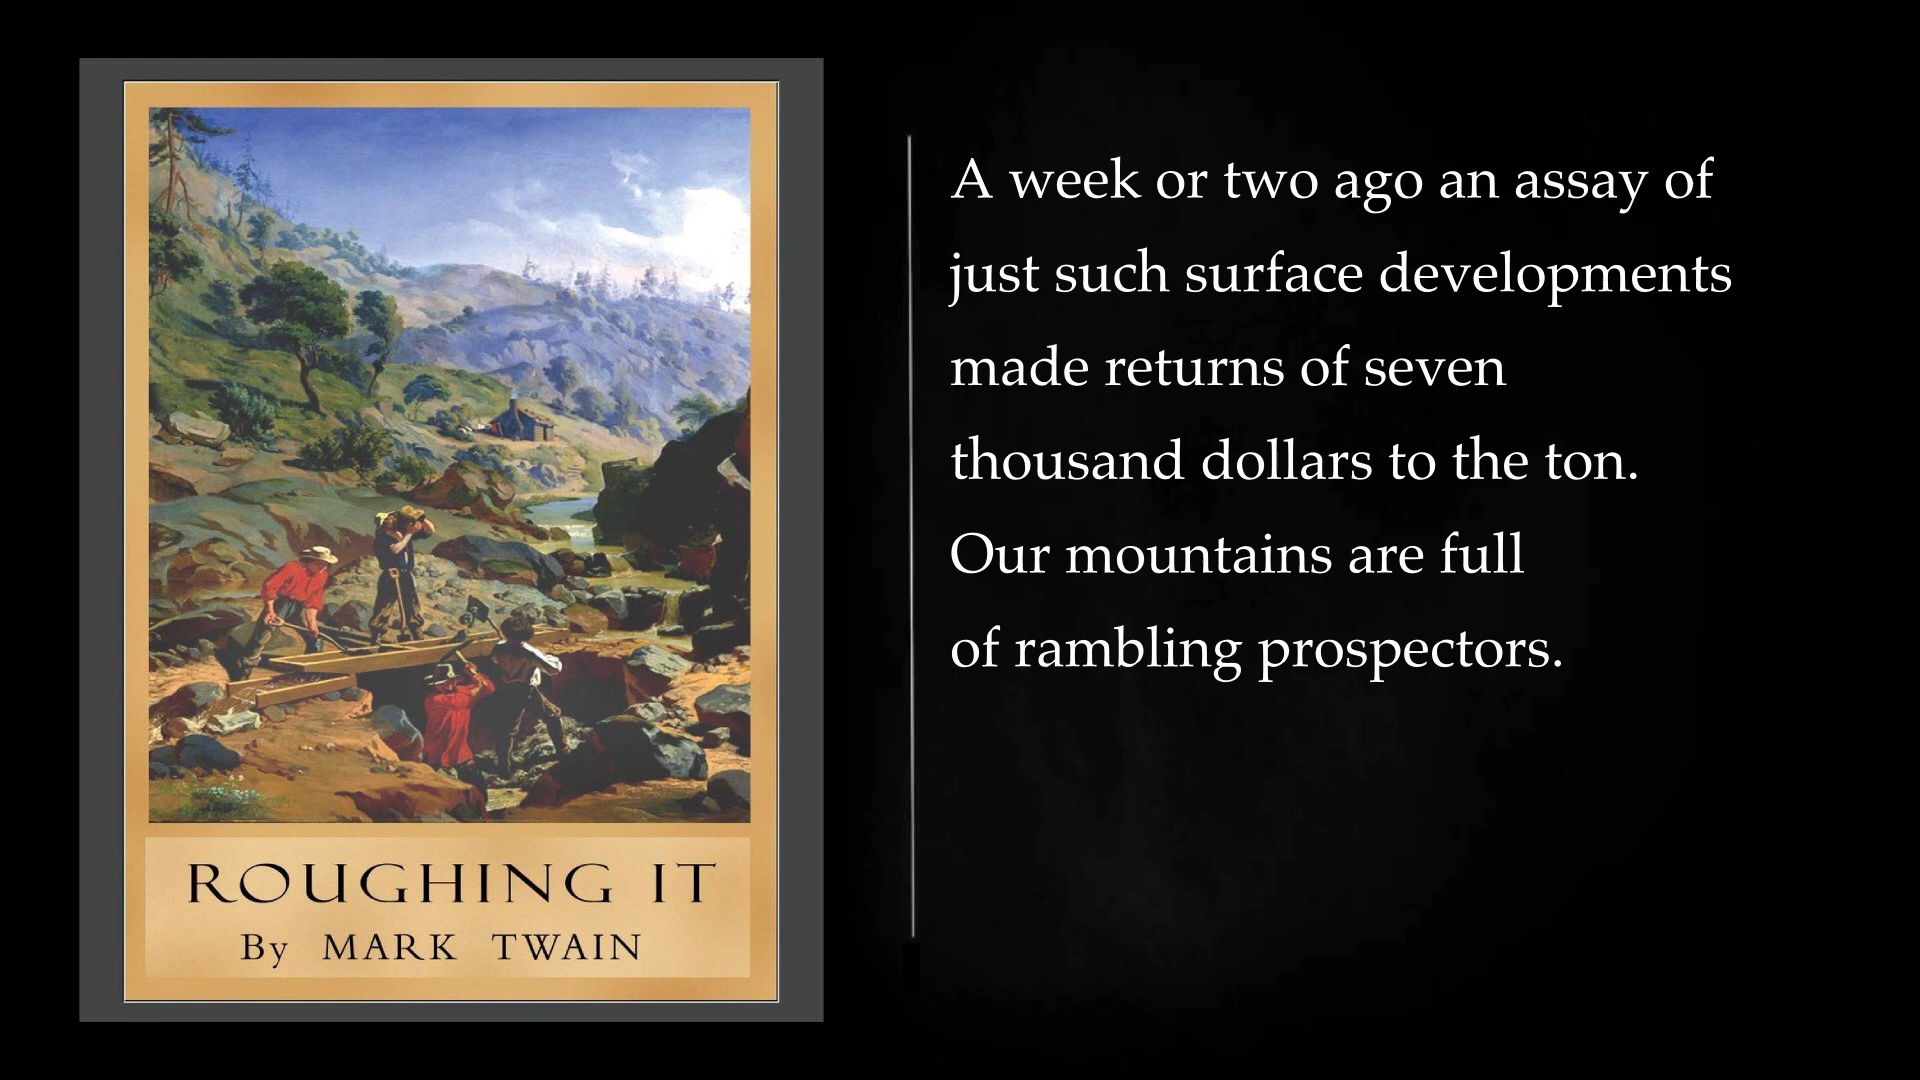 ROUGHING IT
By MARK TWAIN
A week or two ago an assay of
just such surface developments
made returns of seven
thousand dollars to the ton.
Our mountains are full
of rambling prospectors.